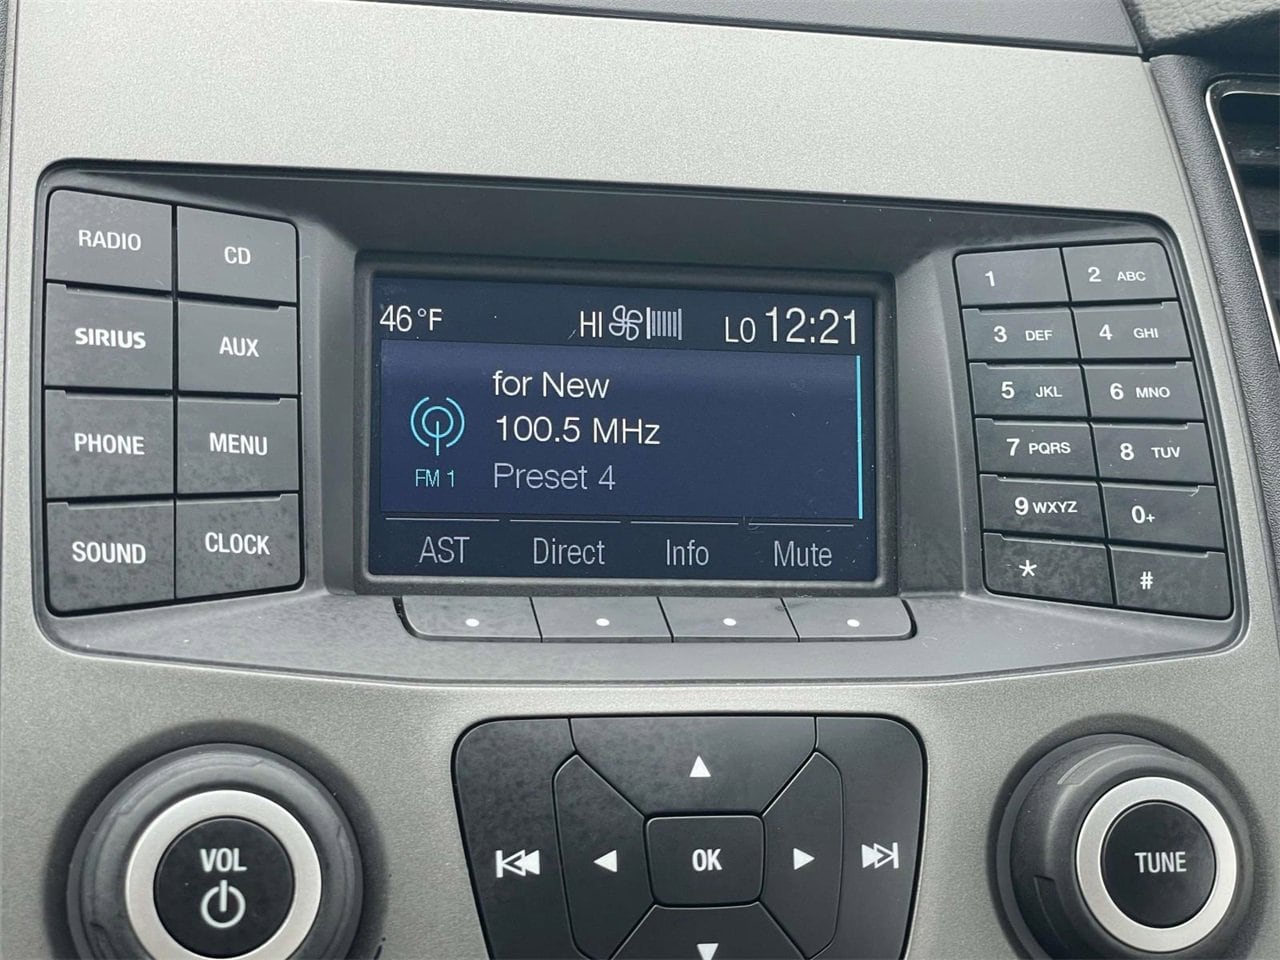 RADIO
CD
SIRIUS
AUX
PHONE
MENU
SOUND
CLOCK
46°F HI LO 12:21
for New
100.5 MHz
FM 1
Preset 4
AST Direct Info Mute
1
2 ABC
3 DEF
4 GHI
5 JKL
6 MNO
7 PQRS
8 TUV
9 WXYZ
0+
*
#
VOL
OK
TUNE